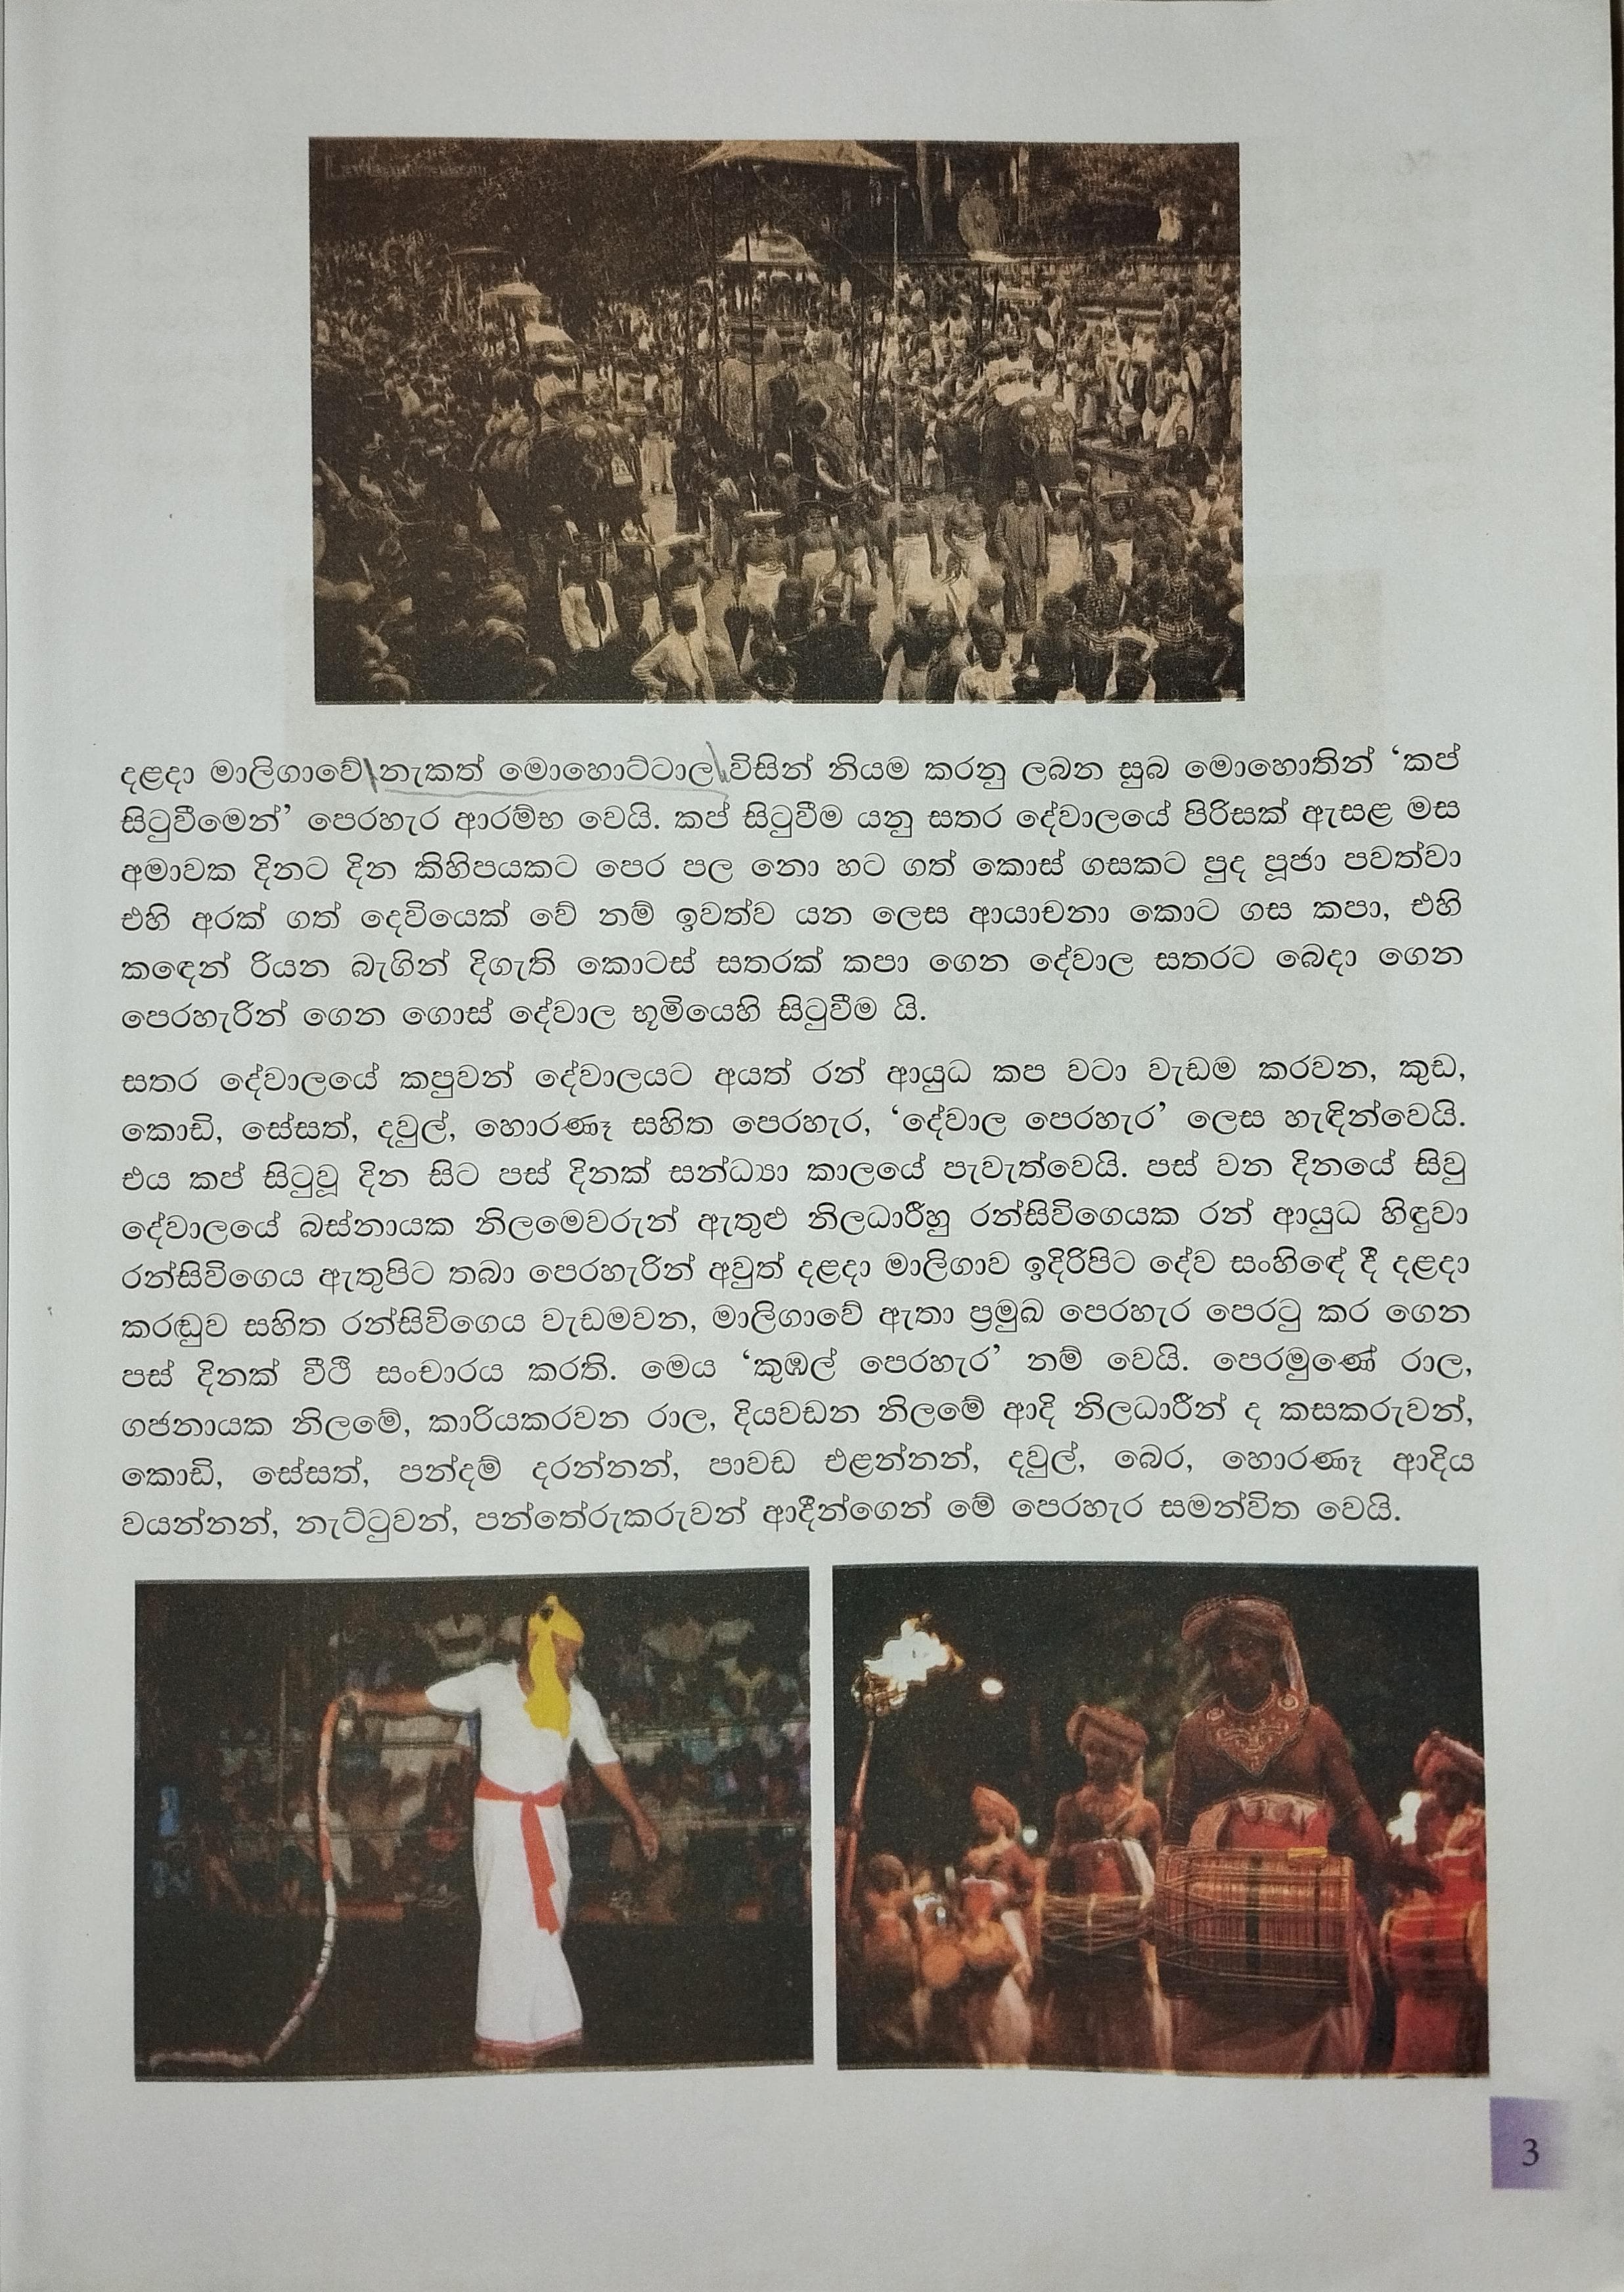 දළදා මාලිගාවේ නැකත් මොහොට්ටාල විසින් නියම කරනු ලබන සුබ මොහොතින් ‘කප්
සිටුවීමෙන්’ පෙරහැර ආරම්භ වෙයි. කප් සිටුවීම යනු සතර දේවාලයේ පිරිසක් ඇසළ මස
අමාවක දිනට දින කිහිපයකට පෙර පල නො හට ගත් කොස් ගසකට පුද පූජා පවත්වා
එහි අරක් ගත් දෙවියෙක් වේ නම් ඉවත්ව යන ලෙස ආයාචනා කොට ගස කපා, එහි
කඳෙන් රියන බැගින් දිගැති කොටස් සතරක් කපා ගෙන දේවාල සතරට බෙදා ගෙන
පෙරහැරින් ගෙන ගොස් දේවාල භූමියෙහි සිටුවීම යි.
සතර දේවාලයේ කපුවන් දේවාලයට අයත් රන් ආයුධ කප වටා වැඩම කරවන, කුඩ,
කොඩි, සේසත්, දවුල්, හොරණෑ සහිත පෙරහැර, ‘දේවාල පෙරහැර’ ලෙස හැඳින්වෙයි.
එය කප් සිටුවූ දින සිට පස් දිනක් සන්ධ්‍යා කාලයේ පැවැත්වෙයි. පස් වන දිනයේ සිවු
දේවාලයේ බස්නායක නිලමෙවරුන් ඇතුළු නිලධාරීහු රන්සිවිගෙයක රන් ආයුධ හිඳුවා
රන්සිවිගෙය ඇතුපිට තබා පෙරහැරින් අවුත් දළදා මාලිගාව ඉදිරිපිට දේව සංහිඳේ දී දළදා
කරඬුව සහිත රන්සිවිගෙය වැඩමවන, මාලිගාවේ ඇතා ප්‍රමුඛ පෙරහැර පෙරටු කර ගෙන
පස් දිනක් වීථි සංචාරය කරති. මෙය ‘කුඹල් පෙරහැර’ නම් වෙයි. පෙරමුණේ රාල,
ගජනායක නිලමේ, කාරියකරවන රාල, දියවඩන නිලමේ ආදි නිලධාරීන් ද කසකරුවන්,
කොඩි, සේසත්, පන්දම් දරන්නන්, පාවඩ එළන්නන්, දවුල්, බෙර, හොරණෑ ආදිය
වයන්නන්, නැට්ටුවන්, පන්තේරුකරුවන් ආදීන්ගෙන් මේ පෙරහැර සමන්විත වෙයි.
3